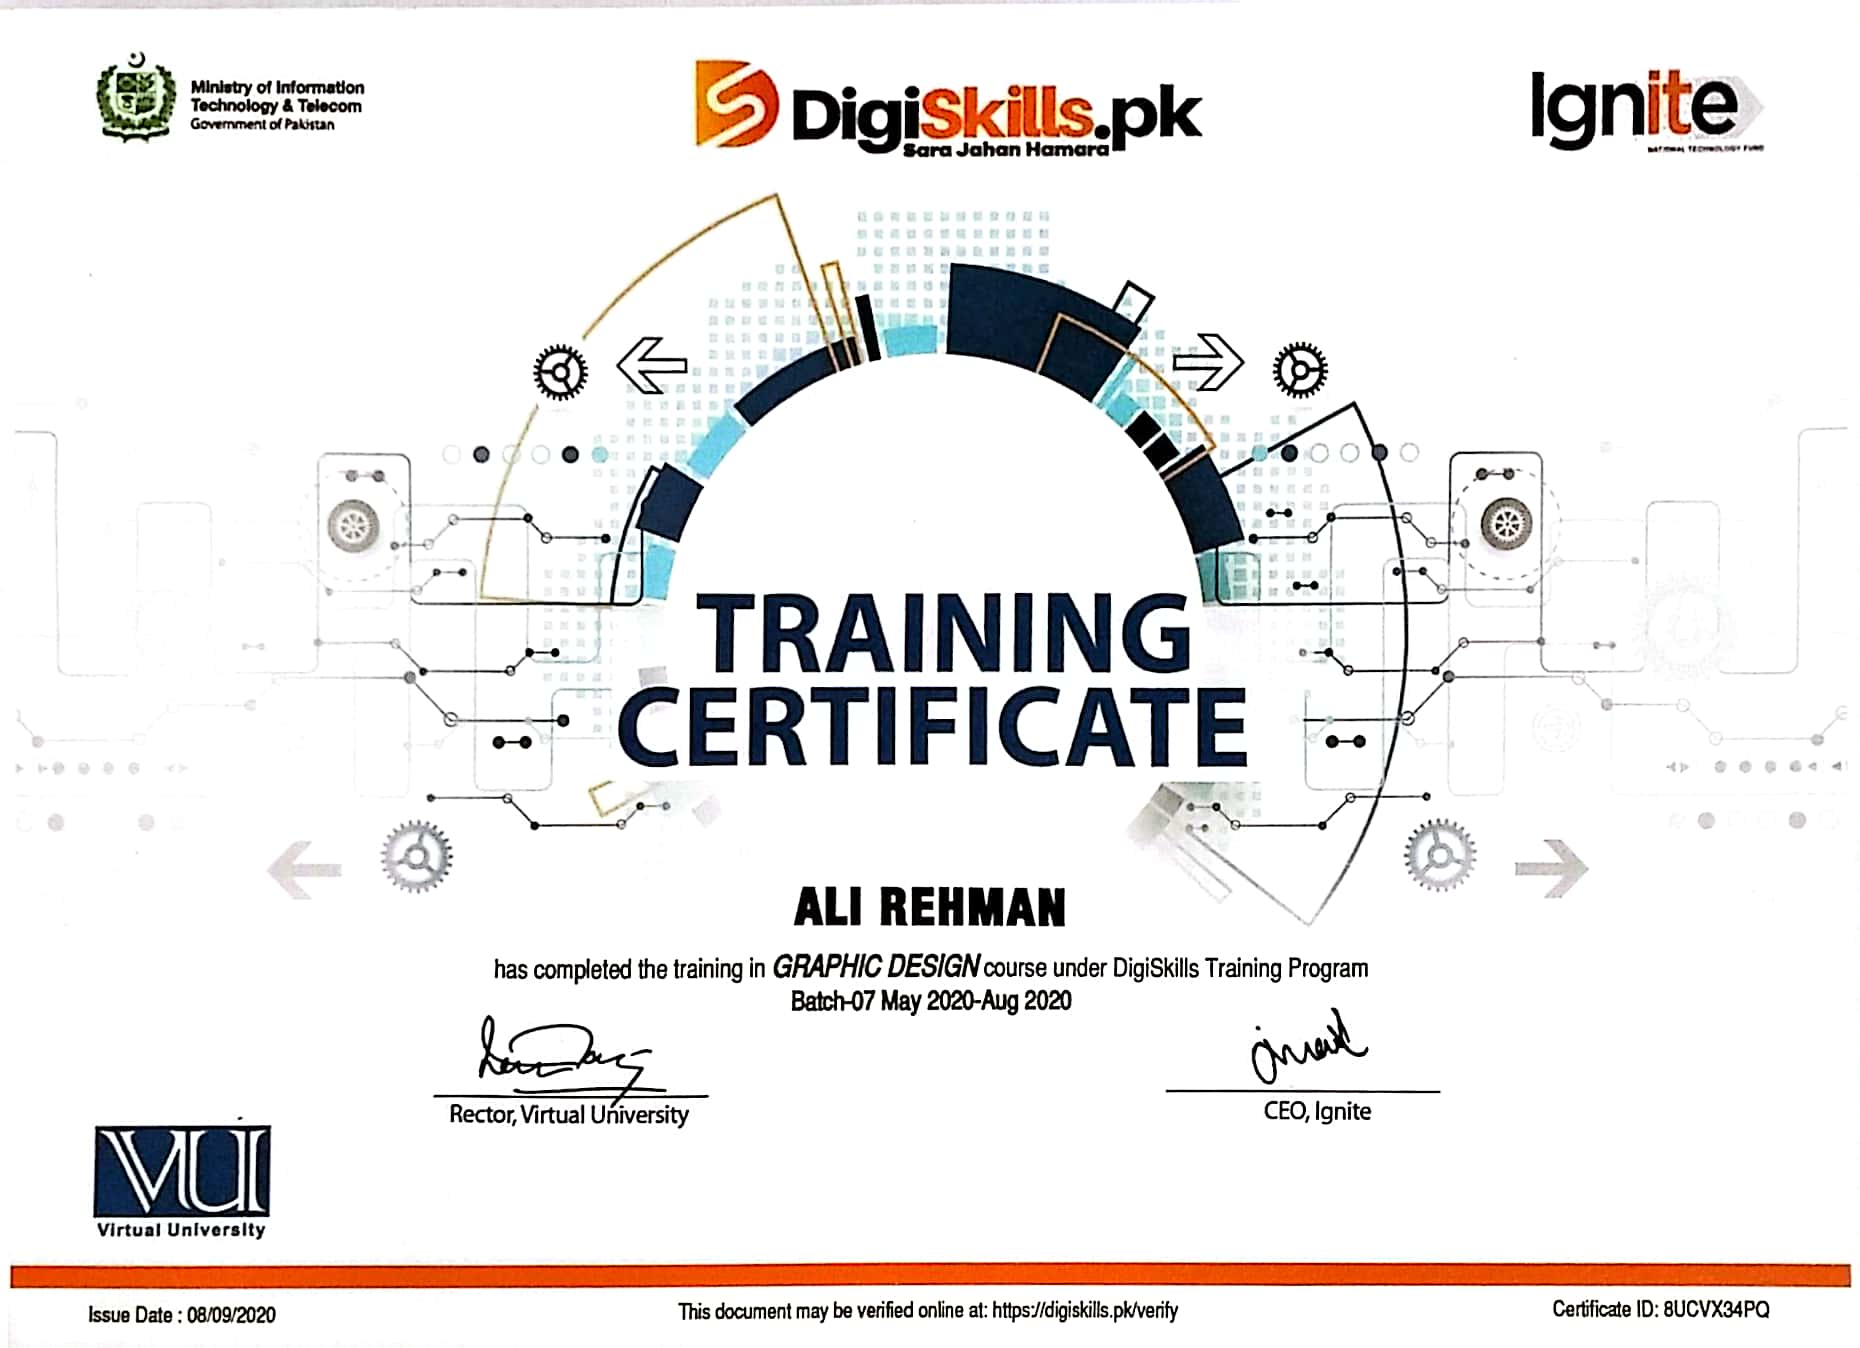 Ministry of Information
Technology & Telecom
Government of Pakistan
DigiSkills.pk
Sara Jahan Hamara
Ignite
NATIONAL TECHNOLOGY FUND
TRAINING
CERTIFICATE
ALI REHMAN
has completed the training in GRAPHIC DESIGN course under DigiSkills Training Program
Batch-07 May 2020-Aug 2020
Rector, Virtual University
CEO, Ignite
VU
Virtual University
Issue Date : 08/09/2020
This document may be verified online at: https://digiskills.pk/verify
Certificate ID: 8UCVX34PQ